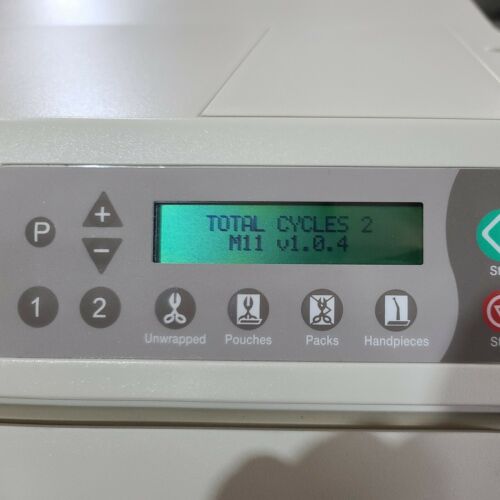 TOTAL CYCLES 2
M11 v1.0.4
P
+
−
1
2
Unwrapped
Pouches
Packs
Handpieces